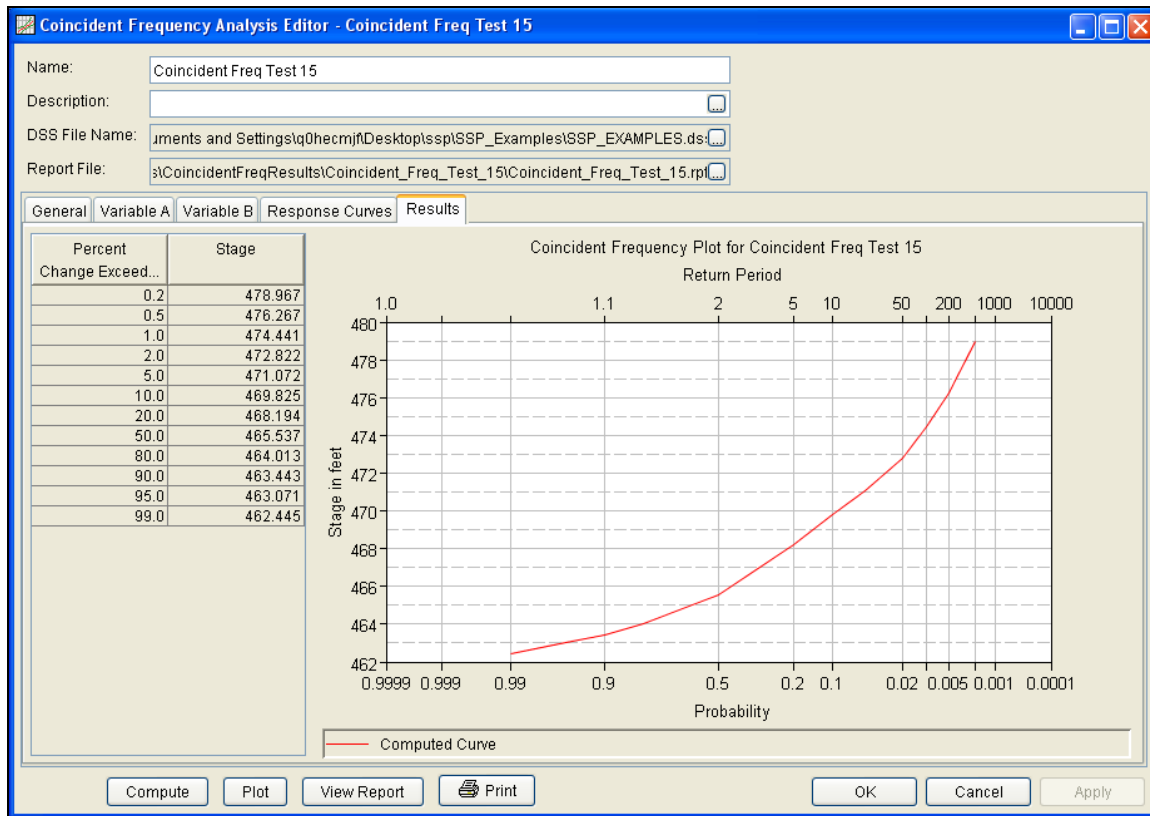 Coincident Frequency Analysis Editor - Coincident Freq Test 15
Name: Coincident Freq Test 15
Description: ...
DSS File Name: uments and Settings\q0hecmjf\Desktop\ssp\SSP_Examples\SSP_EXAMPLES.ds ...
Report File: s\CoincidentFreqResults\Coincident_Freq_Test_15\Coincident_Freq_Test_15.rpt ...
General Variable A Variable B Response Curves Results
Percent Change Exceed... Stage
0.2 478.967
0.5 476.267
1.0 474.441
2.0 472.822
5.0 471.072
10.0 469.825
20.0 468.194
50.0 465.537
80.0 464.013
90.0 463.443
95.0 463.071
99.0 462.445
Coincident Frequency Plot for Coincident Freq Test 15
Return Period
1.0 1.1 2 5 10 50 200 1000 10000
480
478
476
474
472
470
468
466
464
462
Stage in feet
0.9999 0.999 0.99 0.9 0.5 0.2 0.1 0.02 0.005 0.001 0.0001
Probability
Computed Curve
Compute Plot View Report Print OK Cancel Apply